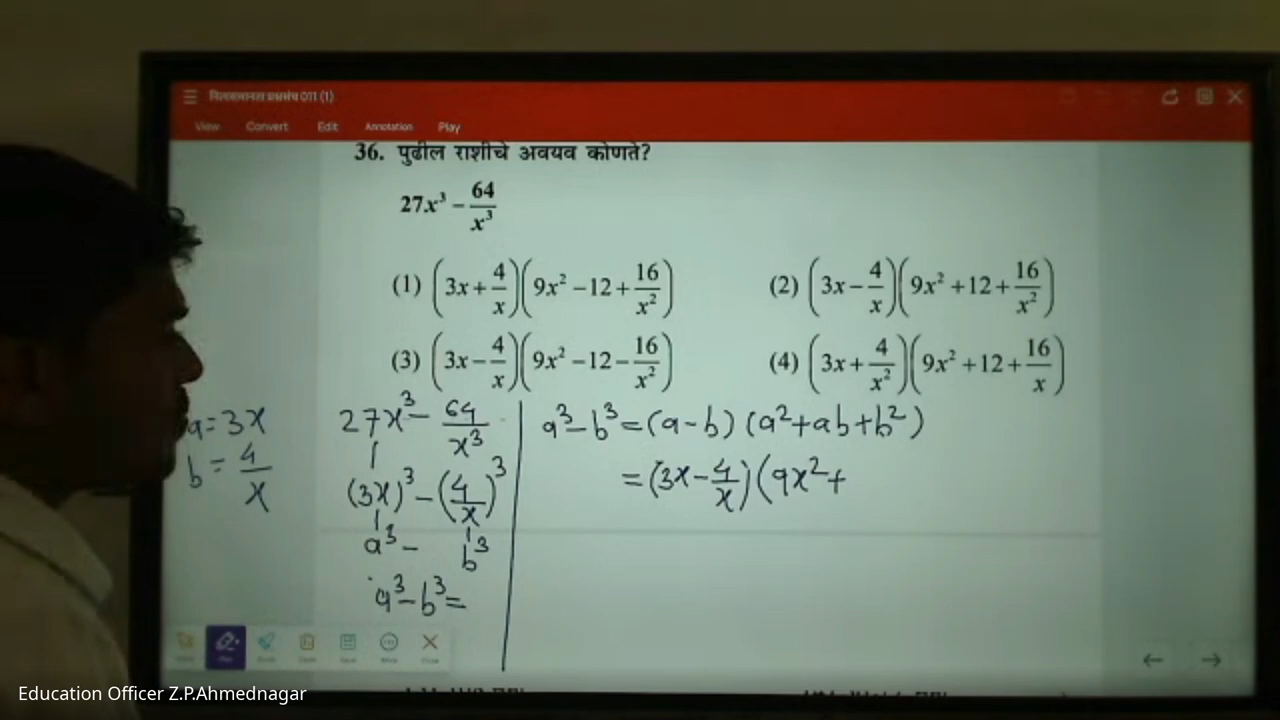 View Convert Edit Annotation Play
36. पुढील राशीचे अवयव कोणते?
27x³ − 64/x³
(1) (3x + 4/x)(9x² − 12 + 16/x²)
(2) (3x − 4/x)(9x² + 12 + 16/x²)
(3) (3x − 4/x)(9x² − 12 − 16/x²)
(4) (3x + 4/x²)(9x² + 12 + 16/x)
a = 3x
b = 4/x
27x³ − 64/x³
(3x)³ − (4/x)³
a³ − b³
a³ − b³ =
a³ − b³ = (a − b) (a² + ab + b²)
= (3x − 4/x) (9x² +
Education Officer Z.P.Ahmednagar